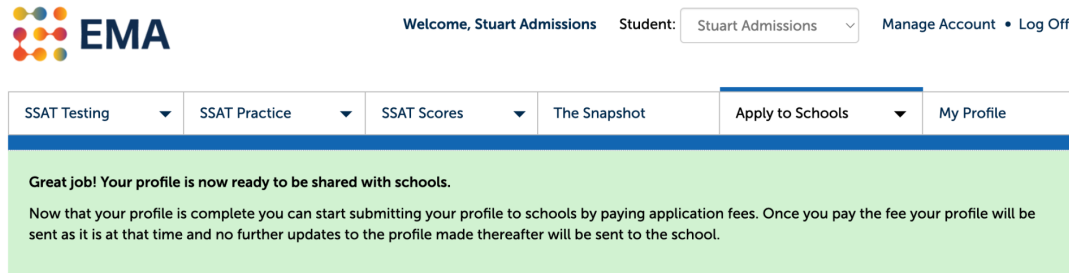 EMA
Welcome, Stuart Admissions Student: Stuart Admissions Manage Account • Log Off
SSAT Testing SSAT Practice SSAT Scores The Snapshot Apply to Schools My Profile
Great job! Your profile is now ready to be shared with schools.
Now that your profile is complete you can start submitting your profile to schools by paying application fees. Once you pay the fee your profile will be
sent as it is at that time and no further updates to the profile made thereafter will be sent to the school.